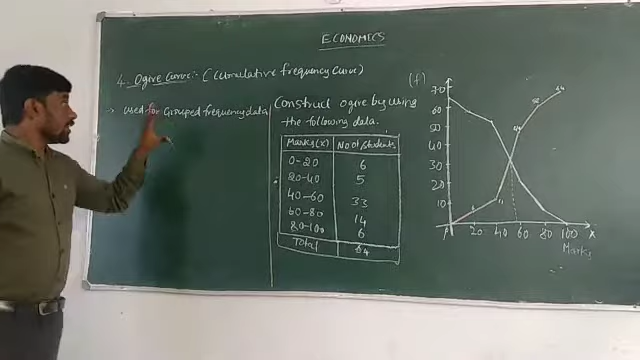 ECONOMICS
4. Ogive Curve:- (Cumulative frequency Curve)
→ used for Grouped frequency data
Construct ogive by using
the following data.
Marks(x) No of Students
0-20 6
20-40 5
40-60 33
60-80 14
80-100 6
Total 64
(f)
70
60
50
40
30
20
10
20 40 60 80 100 X
Marks